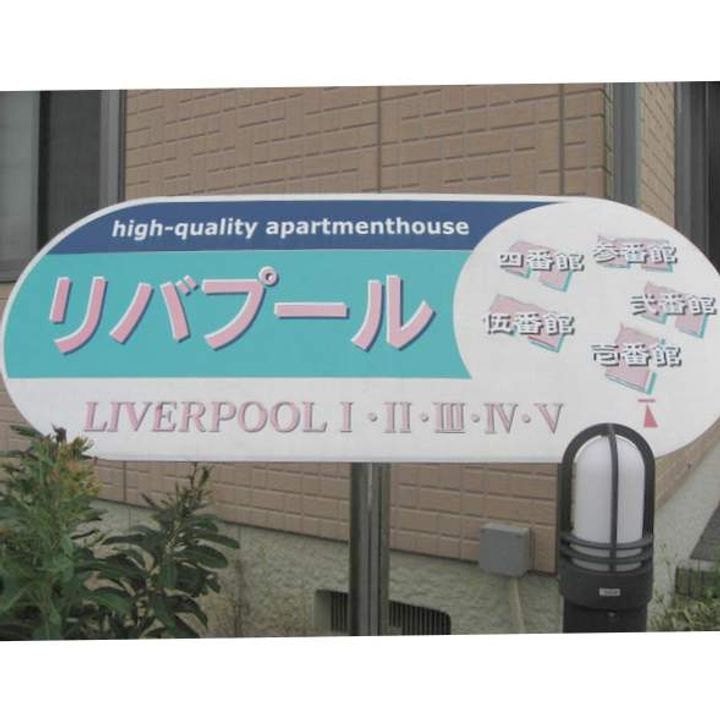 high-quality apartmenthouse
リバプール
LIVERPOOL I・II・III・IV・V
四番館
参番館
伍番館
弐番館
壱番館